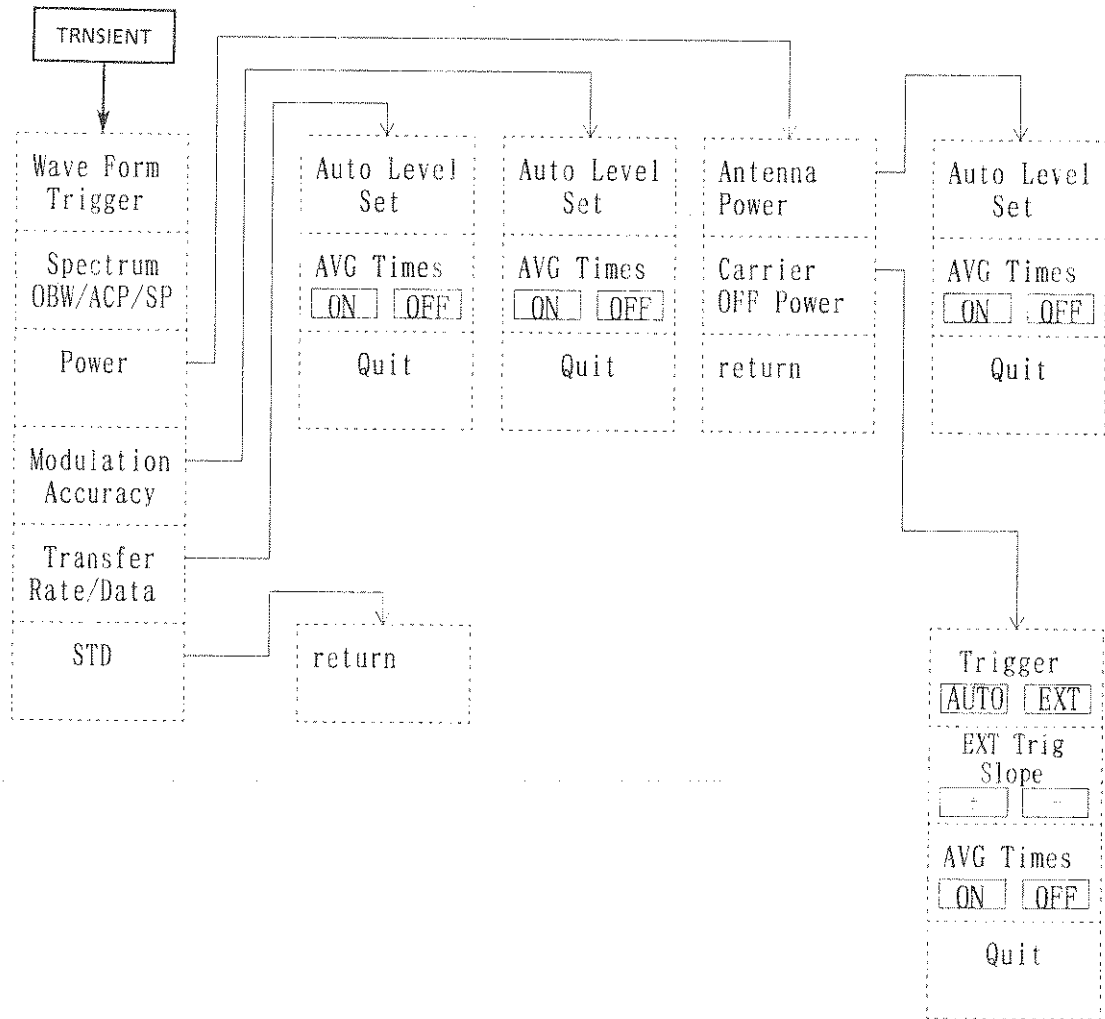 TRNSIENT
Wave Form
Trigger
Spectrum
OBW/ACP/SP
Power
Modulation
Accuracy
Transfer
Rate/Data
STD
Auto Level
Set
AVG Times
ON OFF
Quit
return
Auto Level
Set
AVG Times
ON OFF
Quit
Antenna
Power
Carrier
OFF Power
return
Auto Level
Set
AVG Times
ON OFF
Quit
Trigger
AUTO EXT
EXT Trig
Slope
+ -
AVG Times
ON OFF
Quit